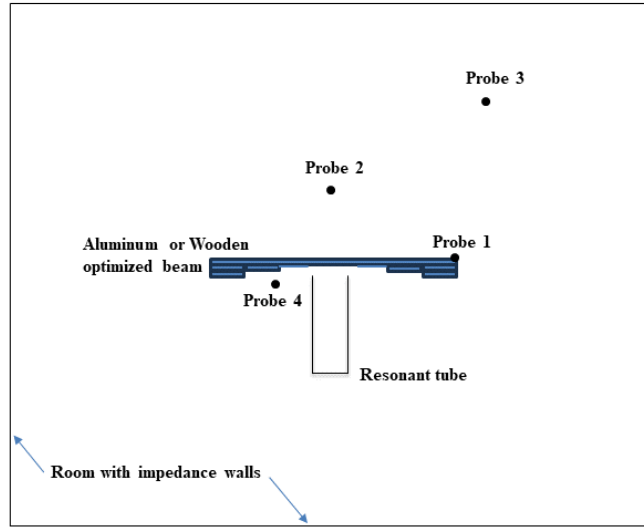 Probe 3
Probe 2
Aluminum or Wooden
optimized beam
Probe 1
Probe 4
Resonant tube
Room with impedance walls